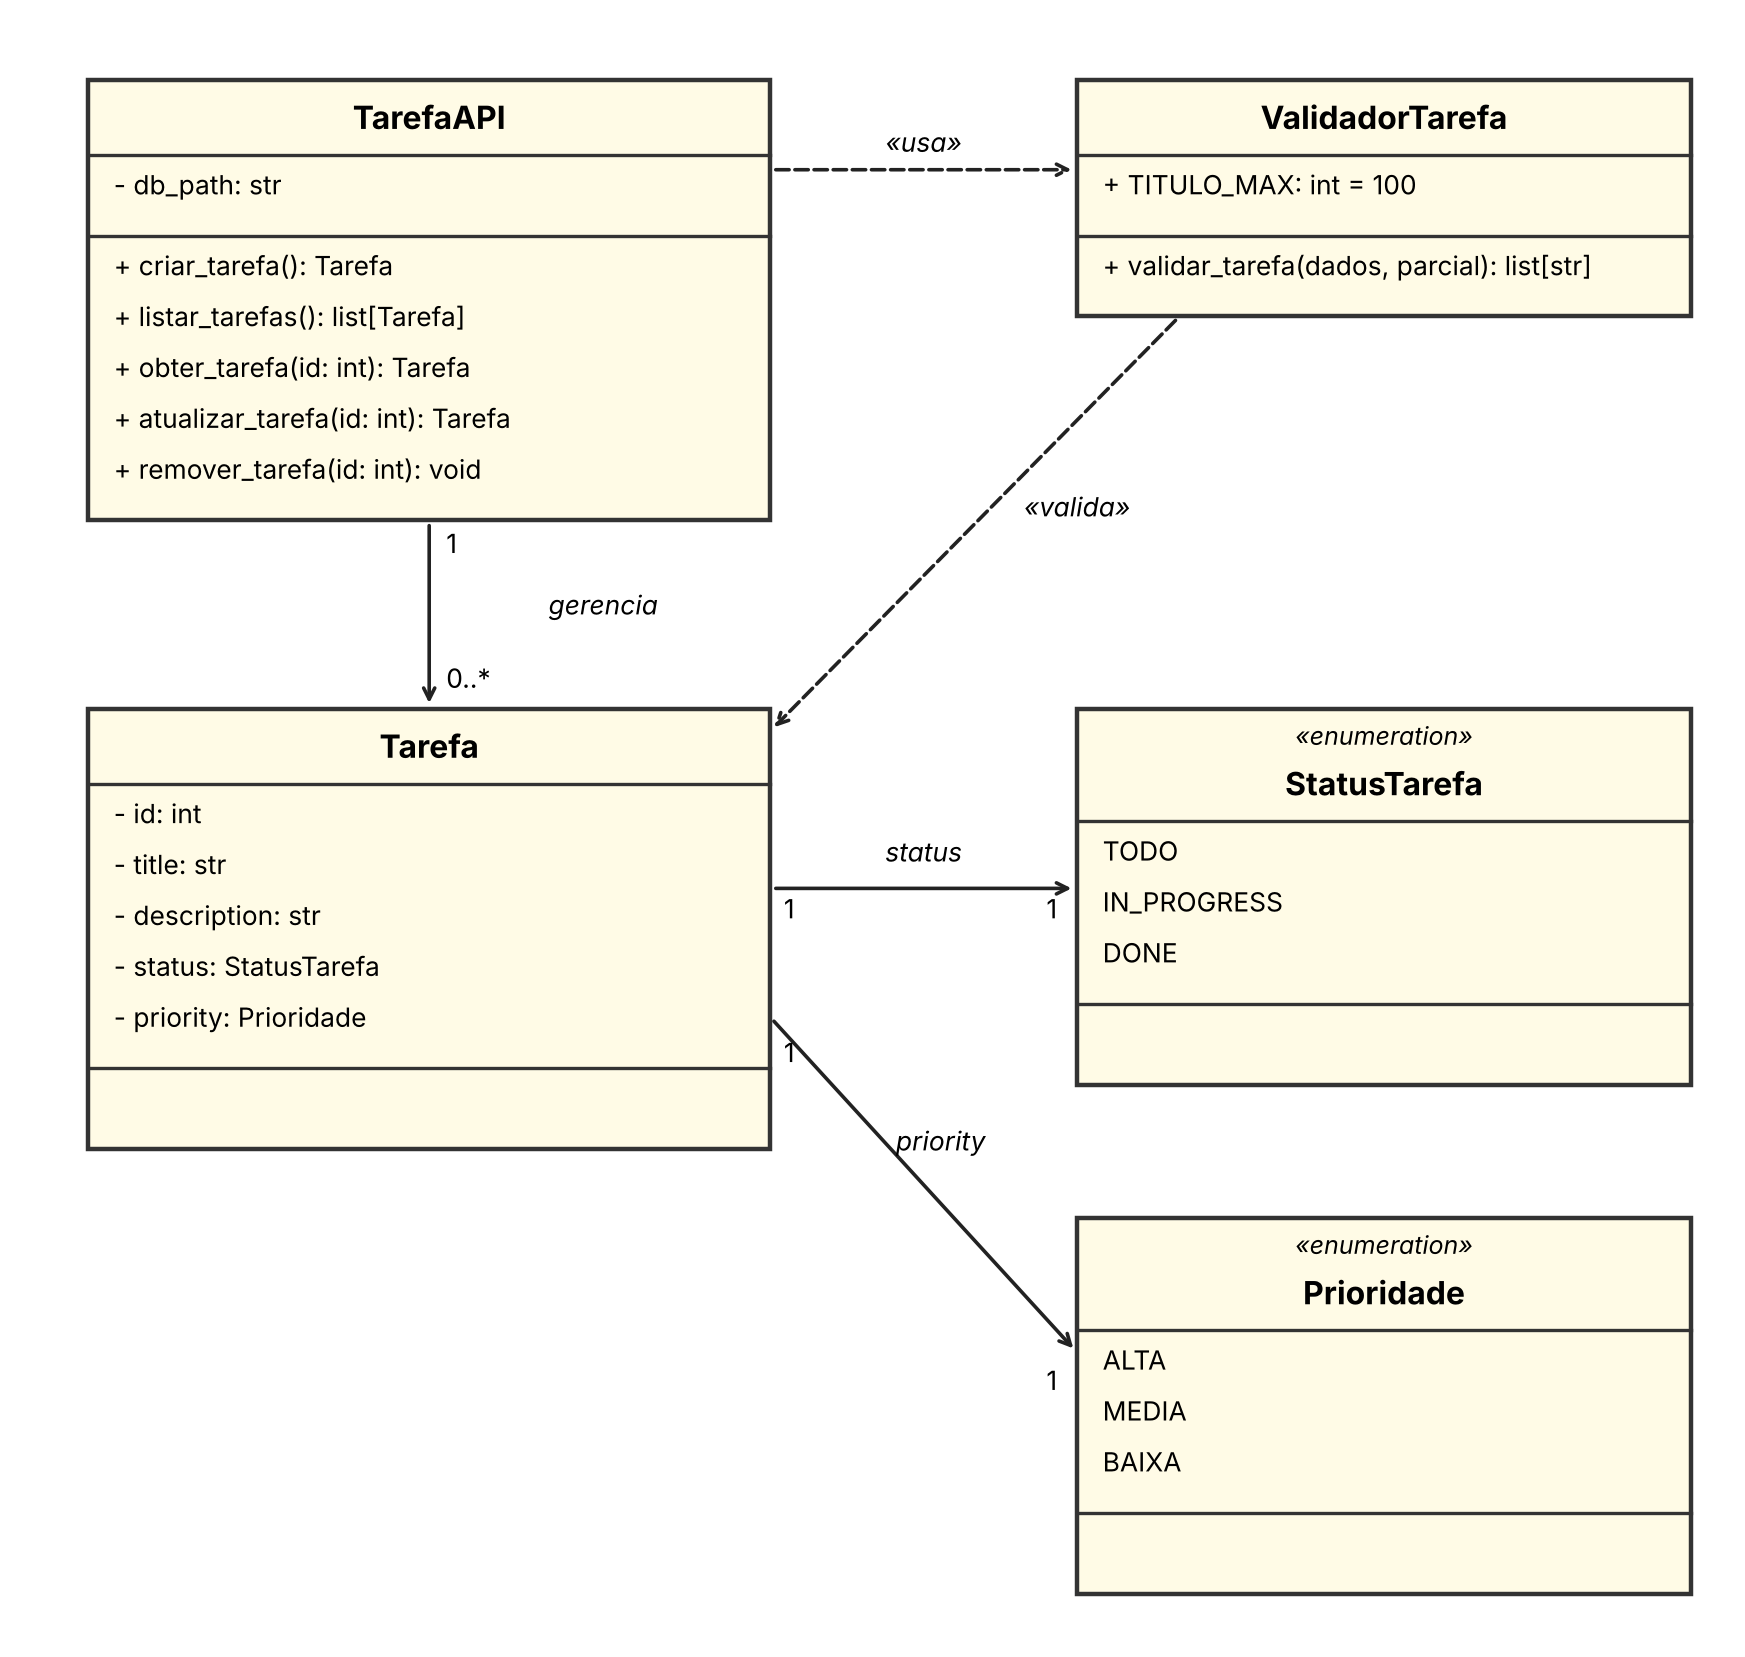 TarefaAPI
- db_path: str
+ criar_tarefa(): Tarefa
+ listar_tarefas(): list[Tarefa]
+ obter_tarefa(id: int): Tarefa
+ atualizar_tarefa(id: int): Tarefa
+ remover_tarefa(id: int): void
«usa»
ValidadorTarefa
+ TITULO_MAX: int = 100
+ validar_tarefa(dados, parcial): list[str]
«valida»
1
gerencia
0..*
Tarefa
- id: int
- title: str
- description: str
- status: StatusTarefa
- priority: Prioridade
status
1
1
«enumeration»
StatusTarefa
TODO
IN_PROGRESS
DONE
1
priority
1
«enumeration»
Prioridade
ALTA
MEDIA
BAIXA